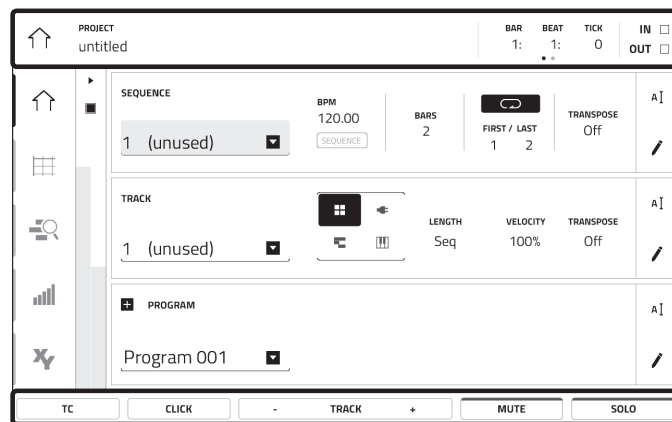 PROJECT
untitled
BAR BEAT TICK
1: 1: 0
IN
OUT
SEQUENCE
1 (unused)
BPM
120.00
SEQUENCE
BARS
2
FIRST / LAST
1 2
TRANSPOSE
Off
A
TRACK
1 (unused)
LENGTH
Seq
VELOCITY
100%
TRANSPOSE
Off
A
PROGRAM
Program 001
A
XY
TC CLICK - TRACK + MUTE SOLO